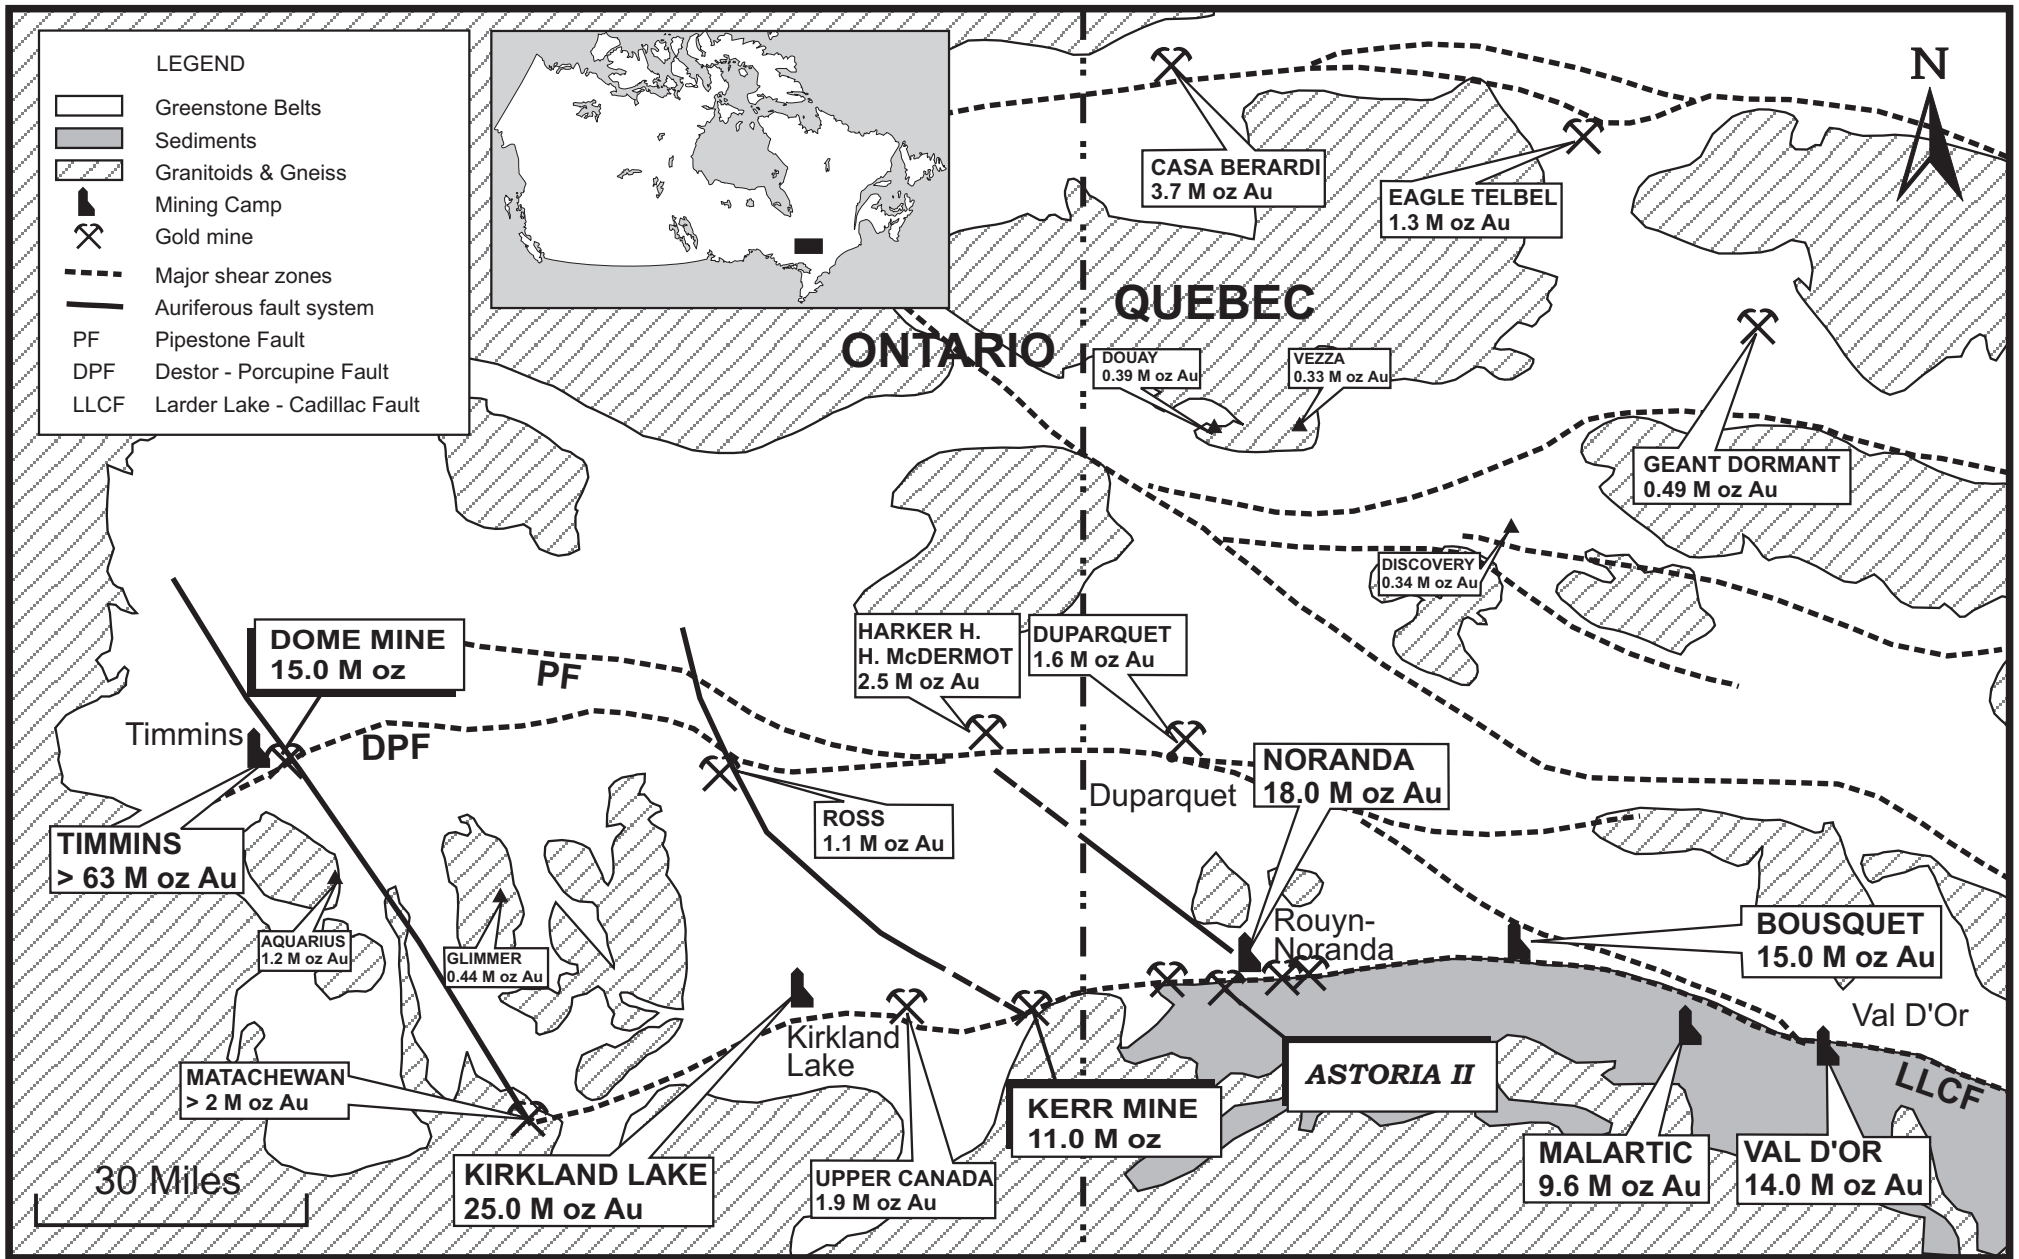 LEGEND
Greenstone Belts
Sediments
Granitoids & Gneiss
Mining Camp
Gold mine
Major shear zones
Auriferous fault system
PF Pipestone Fault
DPF Destor - Porcupine Fault
LLCF Larder Lake - Cadillac Fault
N
CASA BERARDI
3.7 M oz Au
EAGLE TELBEL
1.3 M oz Au
QUEBEC
ONTARIO
DOUAY
0.39 M oz Au
VEZZA
0.33 M oz Au
GEANT DORMANT
0.49 M oz Au
DISCOVERY
0.34 M oz Au
DOME MINE
15.0 M oz
PF
HARKER H.
H. McDERMOT
2.5 M oz Au
DUPARQUET
1.6 M oz Au
Timmins
DPF
NORANDA
18.0 M oz Au
Duparquet
TIMMINS
> 63 M oz Au
ROSS
1.1 M oz Au
AQUARIUS
1.2 M oz Au
GLIMMER
0.44 M oz Au
Rouyn-
Noranda
BOUSQUET
15.0 M oz Au
Val D'Or
Kirkland
Lake
MATACHEWAN
> 2 M oz Au
ASTORIA II
LLCF
KERR MINE
11.0 M oz
MALARTIC
9.6 M oz Au
VAL D'OR
14.0 M oz Au
KIRKLAND LAKE
25.0 M oz Au
UPPER CANADA
1.9 M oz Au
30 Miles